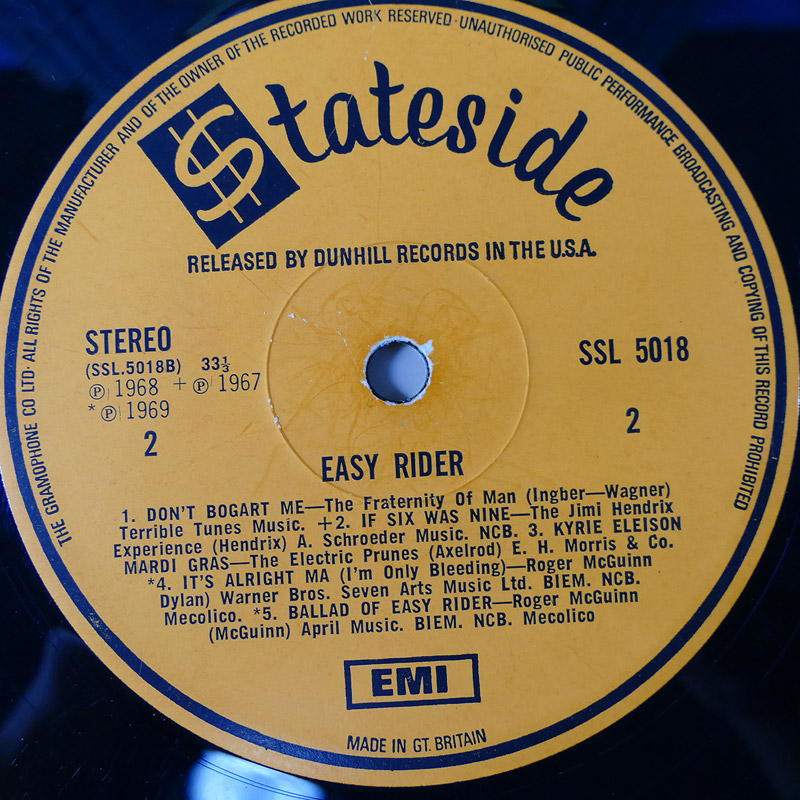 THE GRAMOPHONE CO LTD· ALL RIGHTS OF THE MANUFACTURER AND OF THE OWNER OF THE RECORDED WORK RESERVED · UNAUTHORISED PUBLIC PERFORMANCE BROADCASTING AND COPYING OF THIS RECORD PROHIBITED
$tateside
RELEASED BY DUNHILL RECORDS IN THE U.S.A.
STEREO
(SSL.5018B) 33⅓
℗ 1968 + ℗ 1967
* ℗ 1969
2
SSL 5018
2
EASY RIDER
1. DON'T BOGART ME—The Fraternity Of Man (Ingber—Wagner)
Terrible Tunes Music. +2. IF SIX WAS NINE—The Jimi Hendrix
Experience (Hendrix) A. Schroeder Music. NCB. 3. KYRIE ELEISON
MARDI GRAS—The Electric Prunes (Axelrod) E. H. Morris & Co.
*4. IT'S ALRIGHT MA (I'm Only Bleeding)—Roger McGuinn
Dylan) Warner Bros. Seven Arts Music Ltd. BIEM. NCB.
Mecolico. *5. BALLAD OF EASY RIDER—Roger McGuinn
(McGuinn) April Music. BIEM. NCB. Mecolico
EMI
MADE IN GT. BRITAIN